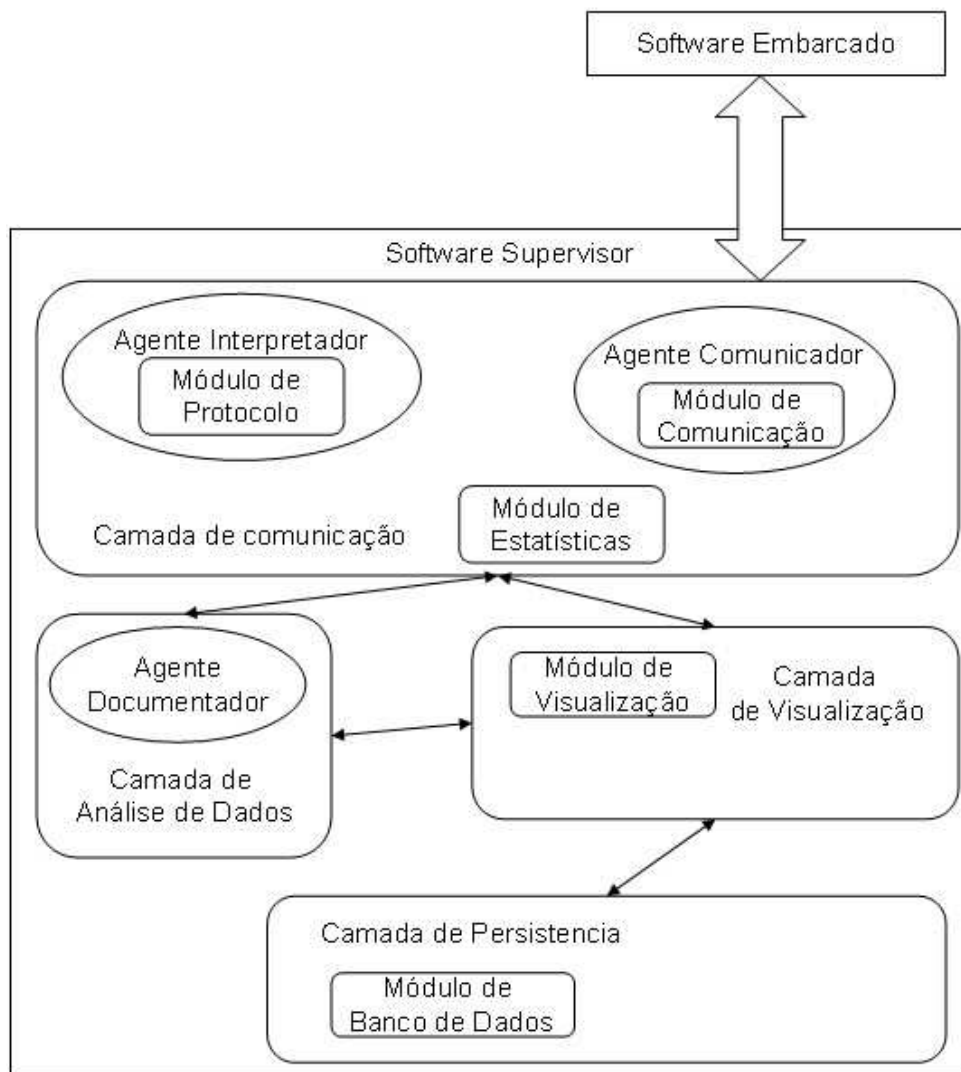 Software Embarcado
Software Supervisor
Agente Interpretador
Módulo de
Protocolo
Agente Comunicador
Módulo de
Comunicação
Camada de comunicação
Módulo de
Estatísticas
Agente
Documentador
Camada de
Análise de Dados
Módulo de
Visualização
Camada
de Visualização
Camada de Persistencia
Módulo de
Banco de Dados